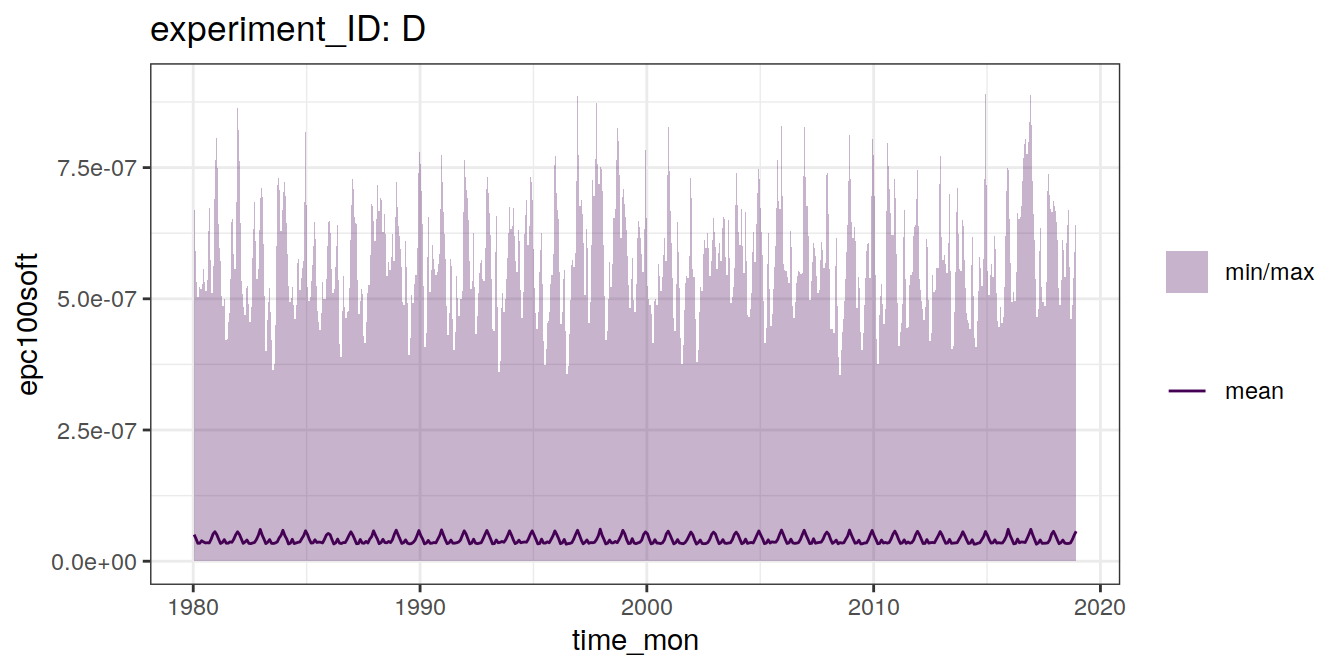 experiment_ID: D
epc100soft
7.5e-07
5.0e-07
2.5e-07
0.0e+00
1980
1990
2000
2010
2020
time_mon
min/max
mean